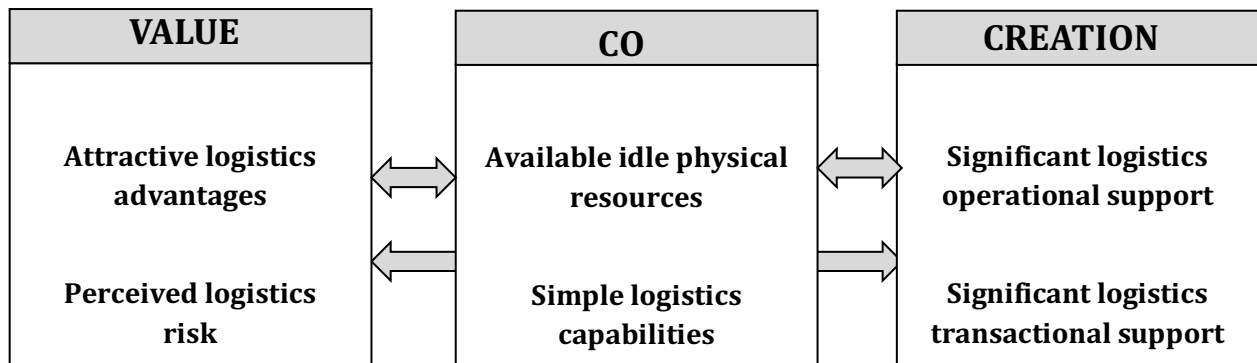 VALUE
Attractive logistics
advantages
Perceived logistics
risk
CO
Available idle physical
resources
Simple logistics
capabilities
CREATION
Significant logistics
operational support
Significant logistics
transactional support